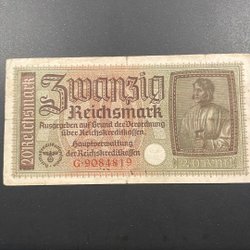 Zwanzig
Reichsmark
Ausgegeben auf Grund der Verordnung
über Reichskreditkassen.
Hauptverwaltung
der Reichskreditkassen
G·9084819
20 Reichsmark